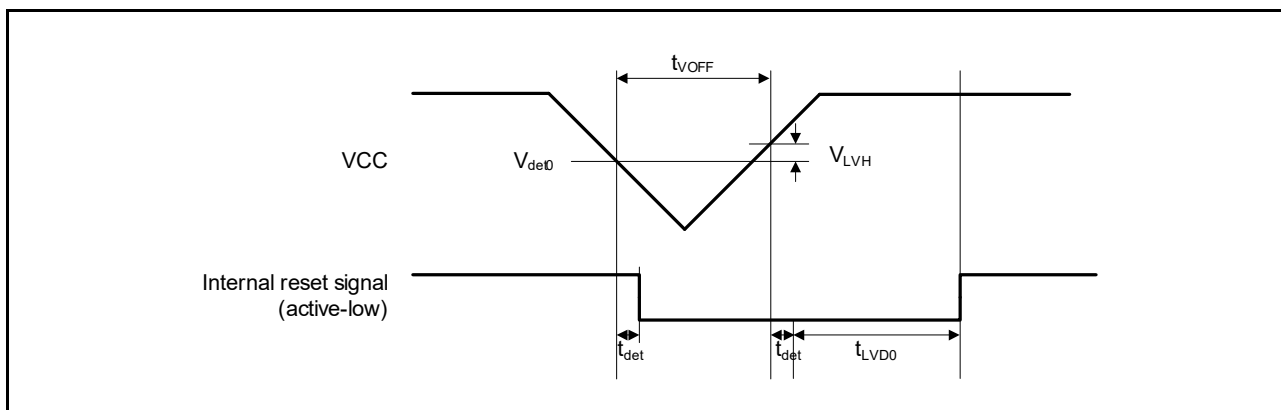 tVOFF
VCC
Vdet0
VLVH
Internal reset signal
(active-low)
tdet
tdet
tLVD0